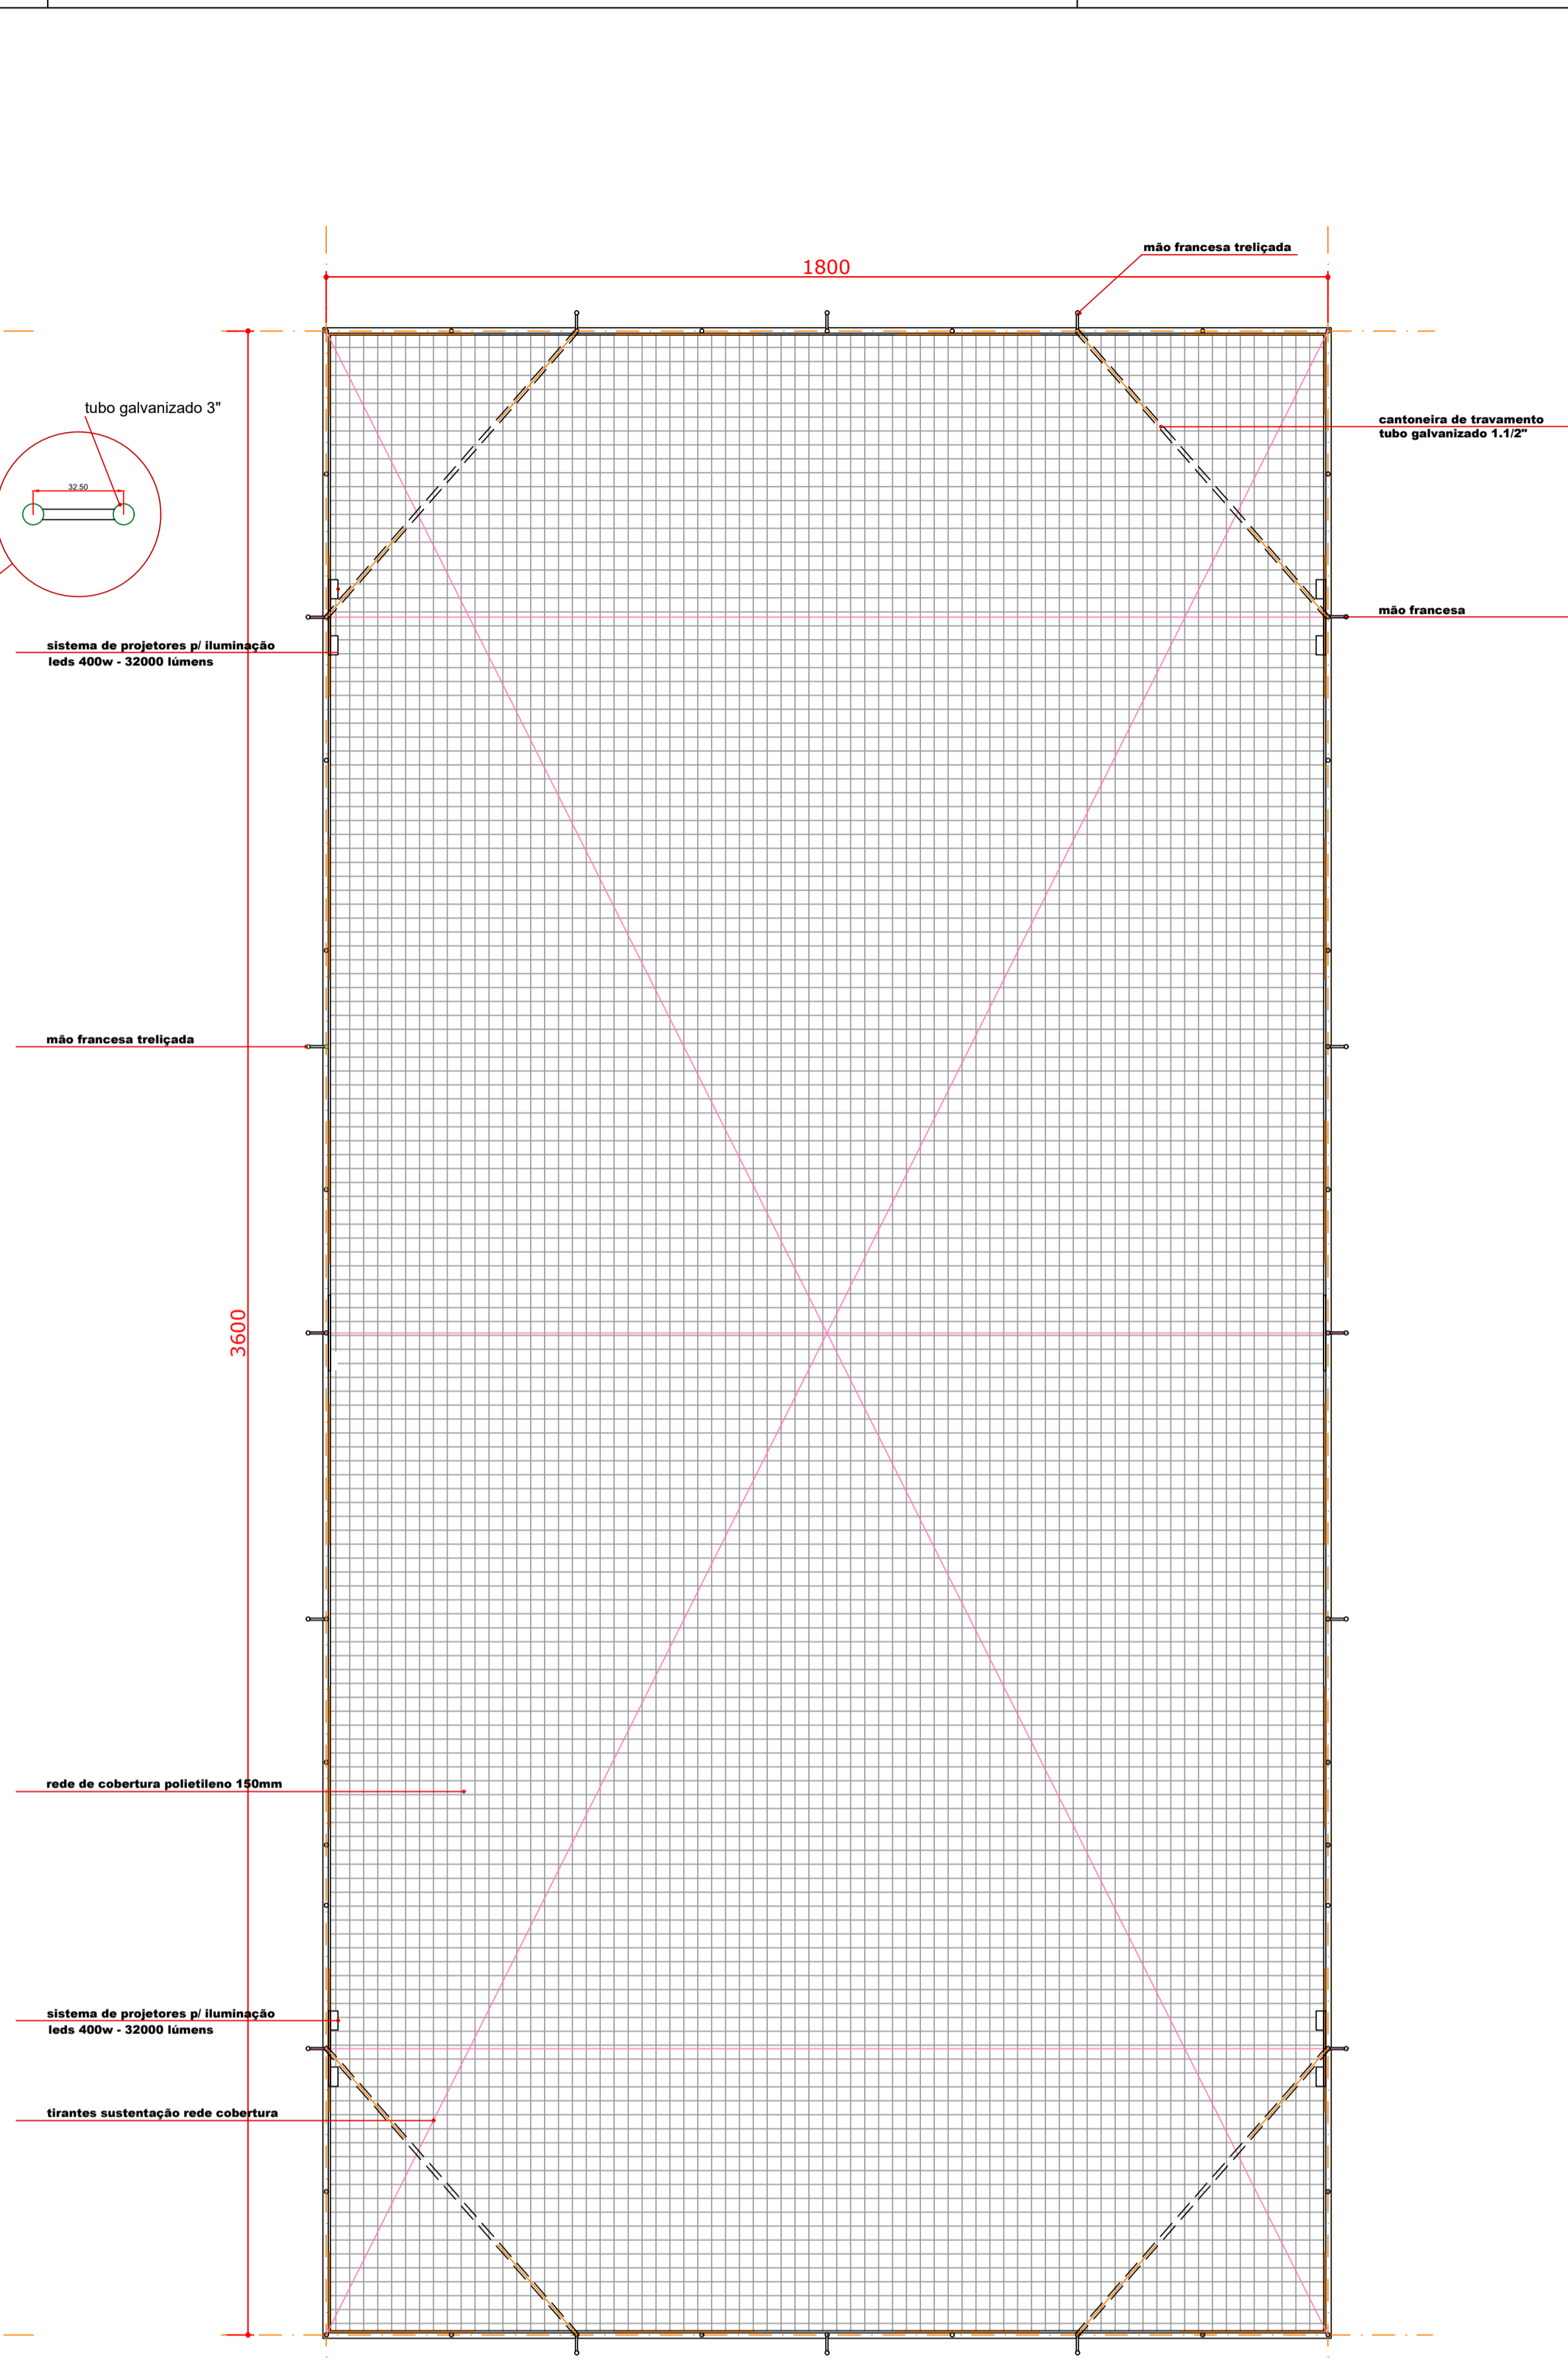 mão francesa treliçada
1800
tubo galvanizado 3"
32.50
cantoneira de travamento
tubo galvanizado 1.1/2"
mão francesa
sistema de projetores p/ iluminação
leds 400w - 32000 lúmens
mão francesa treliçada
3600
rede de cobertura polietileno 150mm
sistema de projetores p/ iluminação
leds 400w - 32000 lúmens
tirantes sustentação rede cobertura